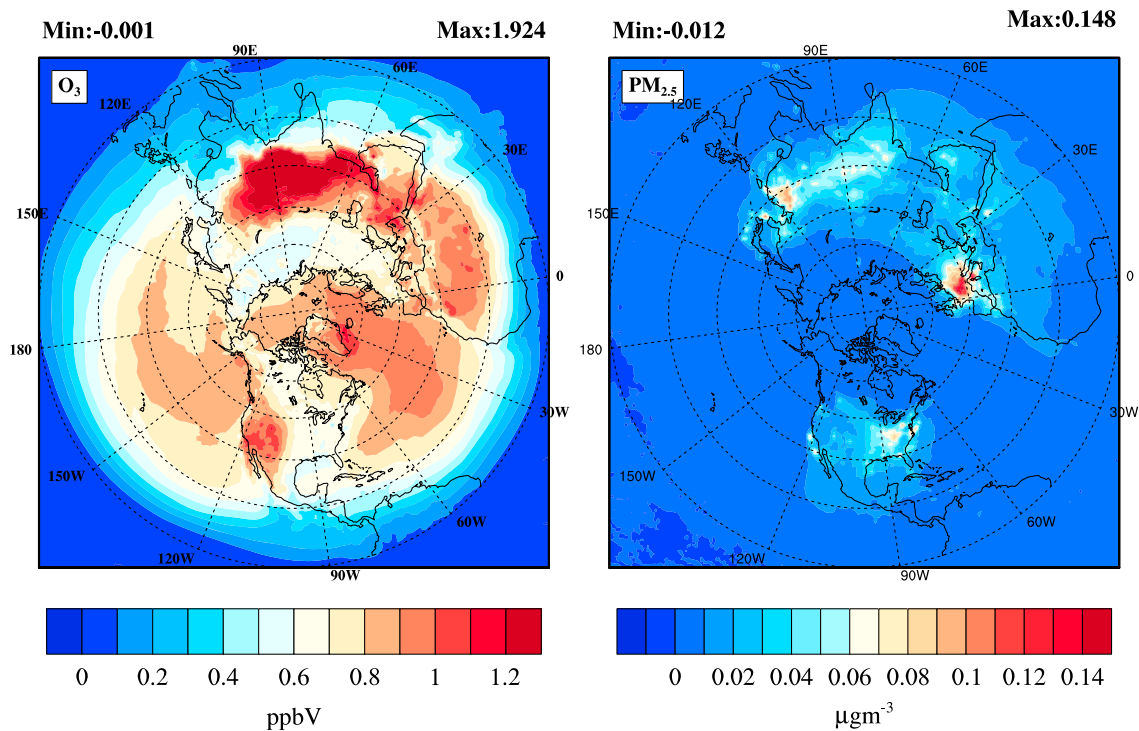 Min:-0.001 Max:1.924
O₃
90E
60E
120E
30E
150E
0
180
30W
150W
60W
120W
90W
0 0.2 0.4 0.6 0.8 1 1.2
ppbV
Min:-0.012 Max:0.148
PM₂.₅
90E
60E
120E
30E
150E
0
180
30W
150W
60W
120W
90W
0 0.02 0.04 0.06 0.08 0.1 0.12 0.14
µgm⁻³